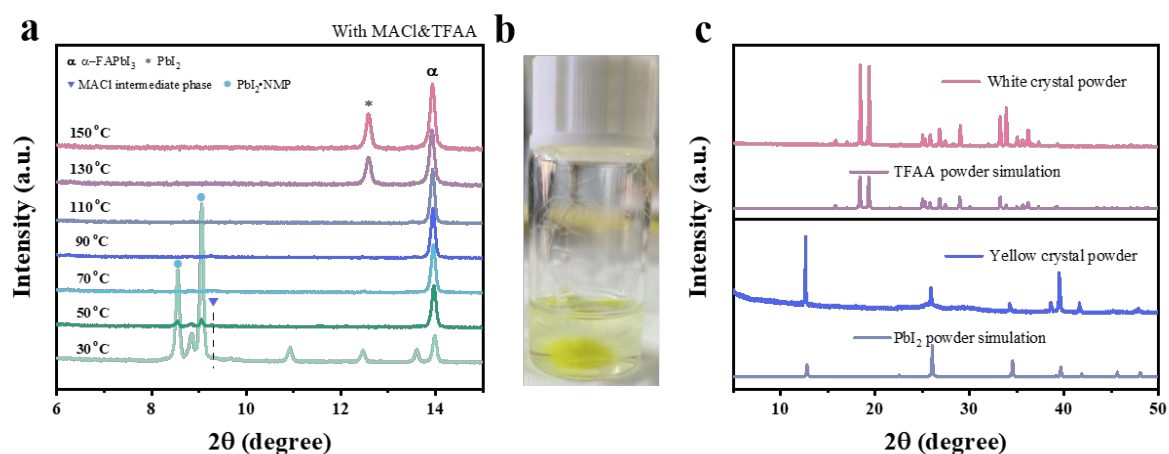 a
With MACl&TFAA
α α–FAPbI₃ * PbI₂
▼ MACl intermediate phase ● PbI₂•NMP
α
*
150 °C
130 °C
110 °C
90 °C
70 °C
50 °C
30 °C
Intensity (a.u.)
6 8 10 12 14
2θ (degree)
b
c
White crystal powder
TFAA powder simulation
Yellow crystal powder
PbI₂ powder simulation
Intensity (a.u.)
10 20 30 40 50
2θ (degree)